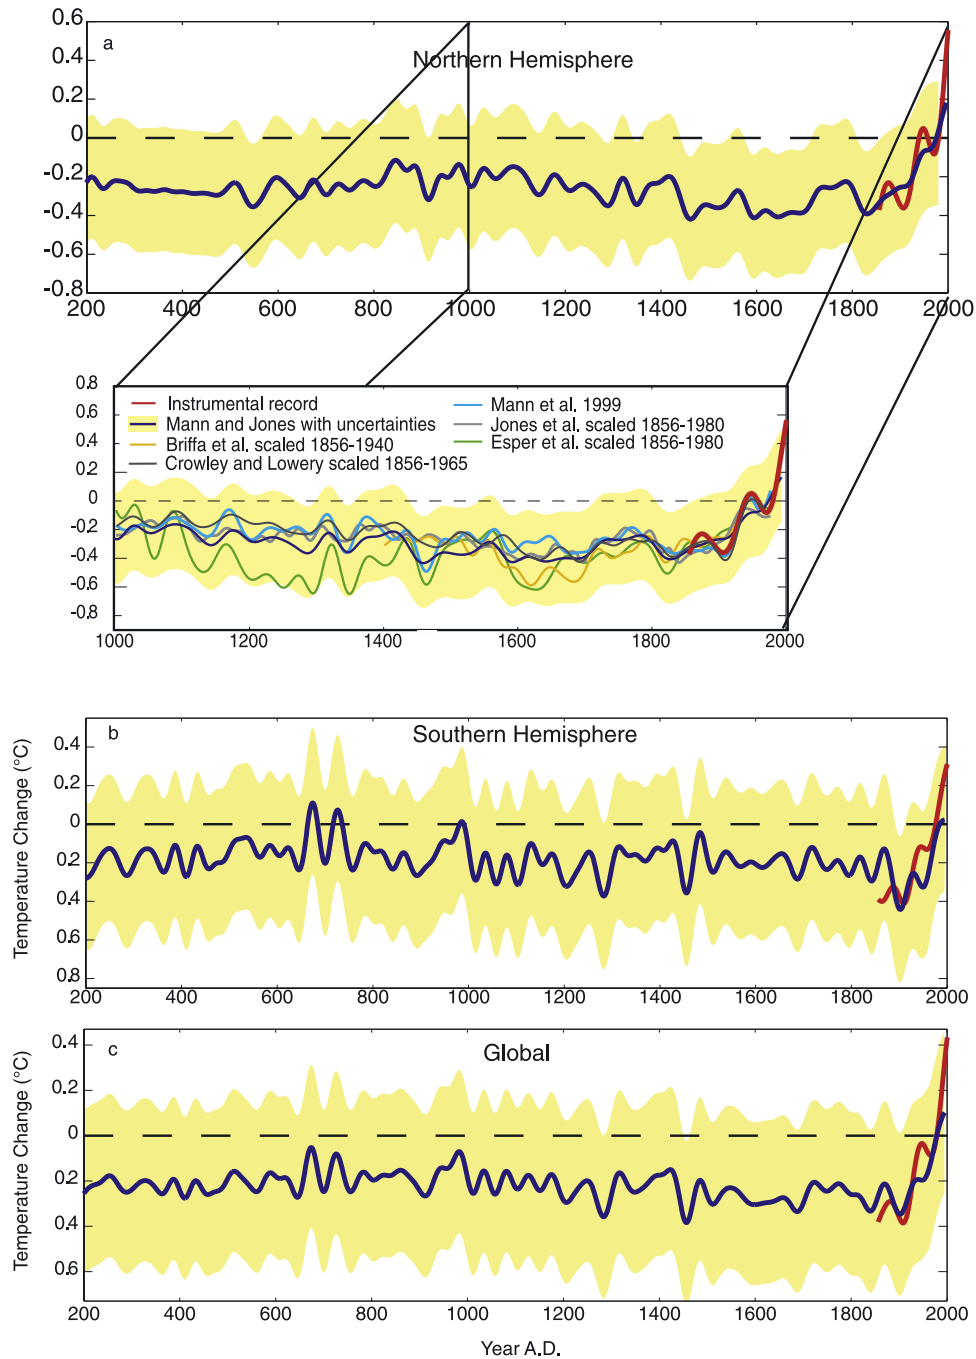 0.6
a
Northern Hemisphere
0.4
0.2
0
-0.2
-0.4
-0.6
-0.8
200 400 600 800 1000 1200 1400 1600 1800 2000
0.8
Instrumental record
Mann and Jones with uncertainties
Briffa et al. scaled 1856-1940
Crowley and Lowery scaled 1856-1965
Mann et al. 1999
Jones et al. scaled 1856-1980
Esper et al. scaled 1856-1980
0.6
0.4
0.2
0
-0.2
-0.4
-0.6
-0.8
1000 1200 1400 1600 1800 2000
b
Southern Hemisphere
Temperature Change (°C)
0.4
0.2
0
0.2
0.4
0.6
0.8
200 400 600 800 1000 1200 1400 1600 1800 2000
c
Global
Temperature Change (°C)
0.4
0.2
0
0.2
0.4
0.6
200 400 600 800 1000 1200 1400 1600 1800 2000
Year A.D.